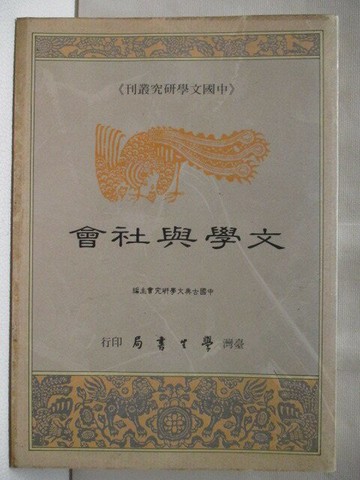 《中國文學研究叢刊》
文學與社會
中國古典文學研究會主編
臺灣 學生書局 印行